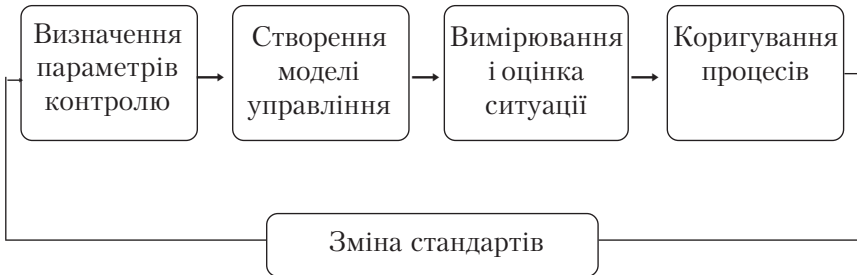 Визначення
параметрів
контролю
Створення
моделі
управління
Вимірювання
і оцінка
ситуації
Коригування
процесів
Зміна стандартів